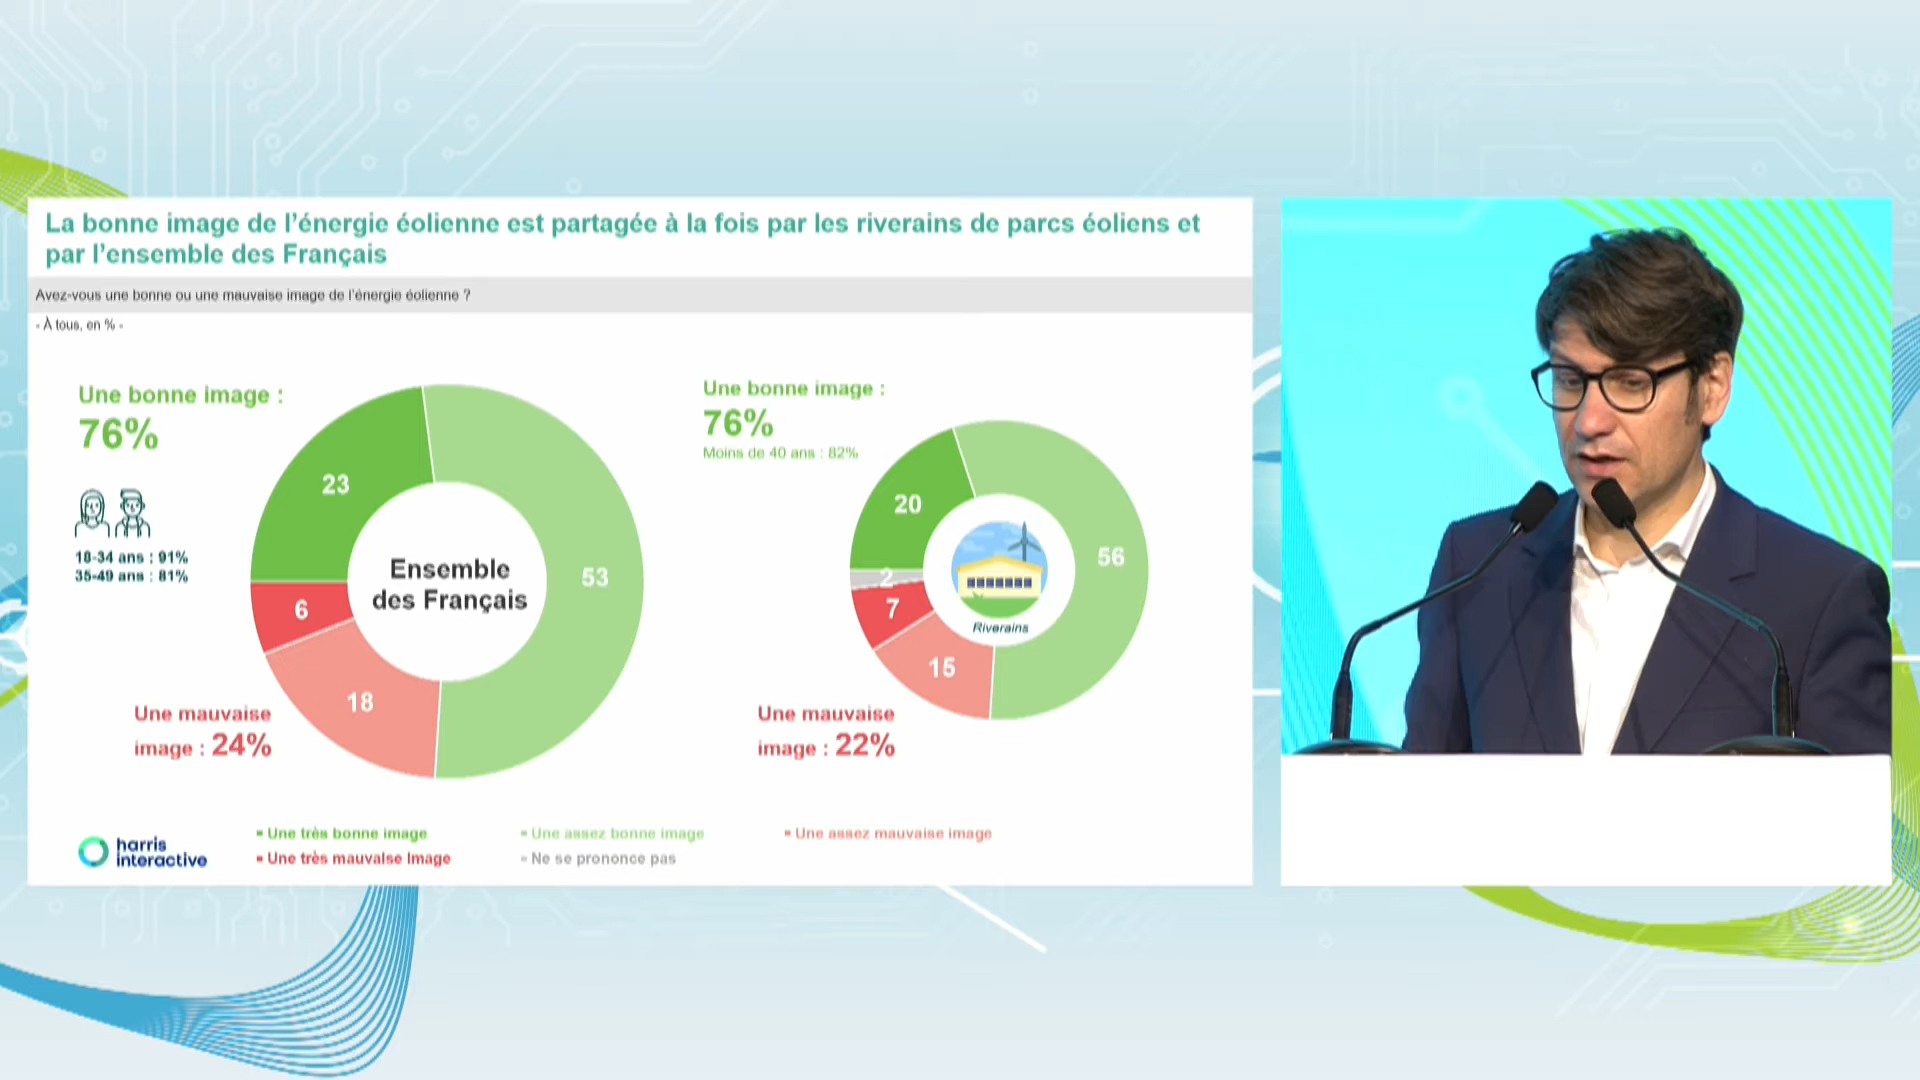 La bonne image de l’énergie éolienne est partagée à la fois par les riverains de parcs éoliens et
par l’ensemble des Français
Avez-vous une bonne ou une mauvaise image de l’énergie éolienne ?
- À tous, en % -
Une bonne image :
76%
18-34 ans : 91%
35-49 ans : 81%
23
53
6
18
Ensemble
des Français
Une mauvaise
image : 24%
Une bonne image :
76%
Moins de 40 ans : 82%
20
56
2
7
15
Riverains
Une mauvaise
image : 22%
harris
interactive
Une très bonne image
Une assez bonne image
Une assez mauvaise image
Une très mauvaise image
Ne se prononce pas